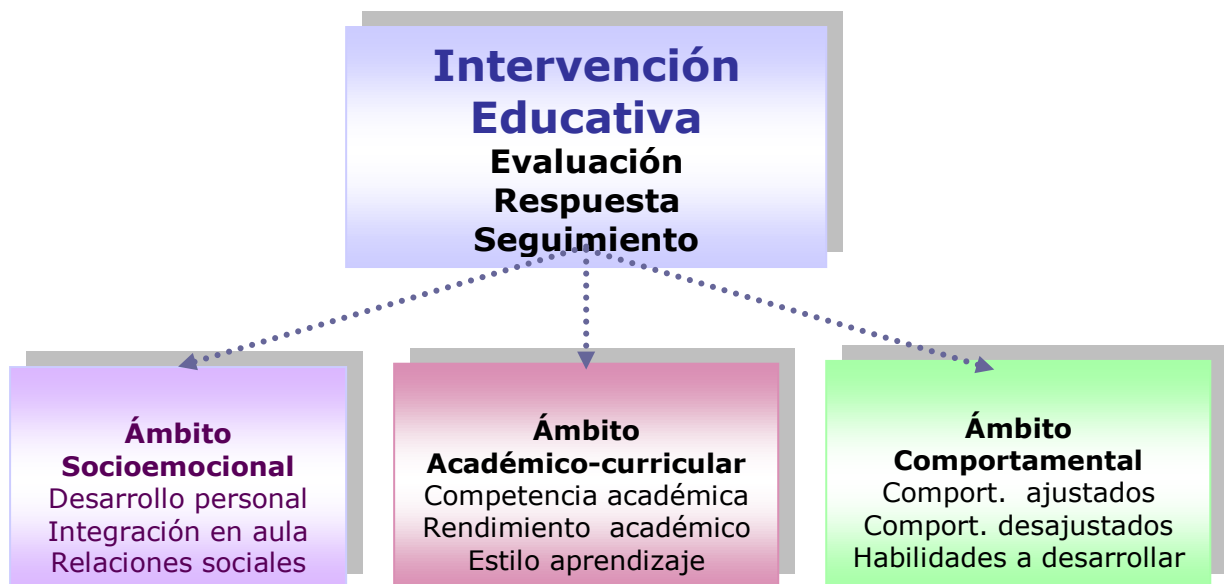 Intervención
Educativa
Evaluación
Respuesta
Seguimiento
Ámbito
Socioemocional
Desarrollo personal
Integración en aula
Relaciones sociales
Ámbito
Académico-curricular
Competencia académica
Rendimiento académico
Estilo aprendizaje
Ámbito
Comportamental
Comport. ajustados
Comport. desajustados
Habilidades a desarrollar